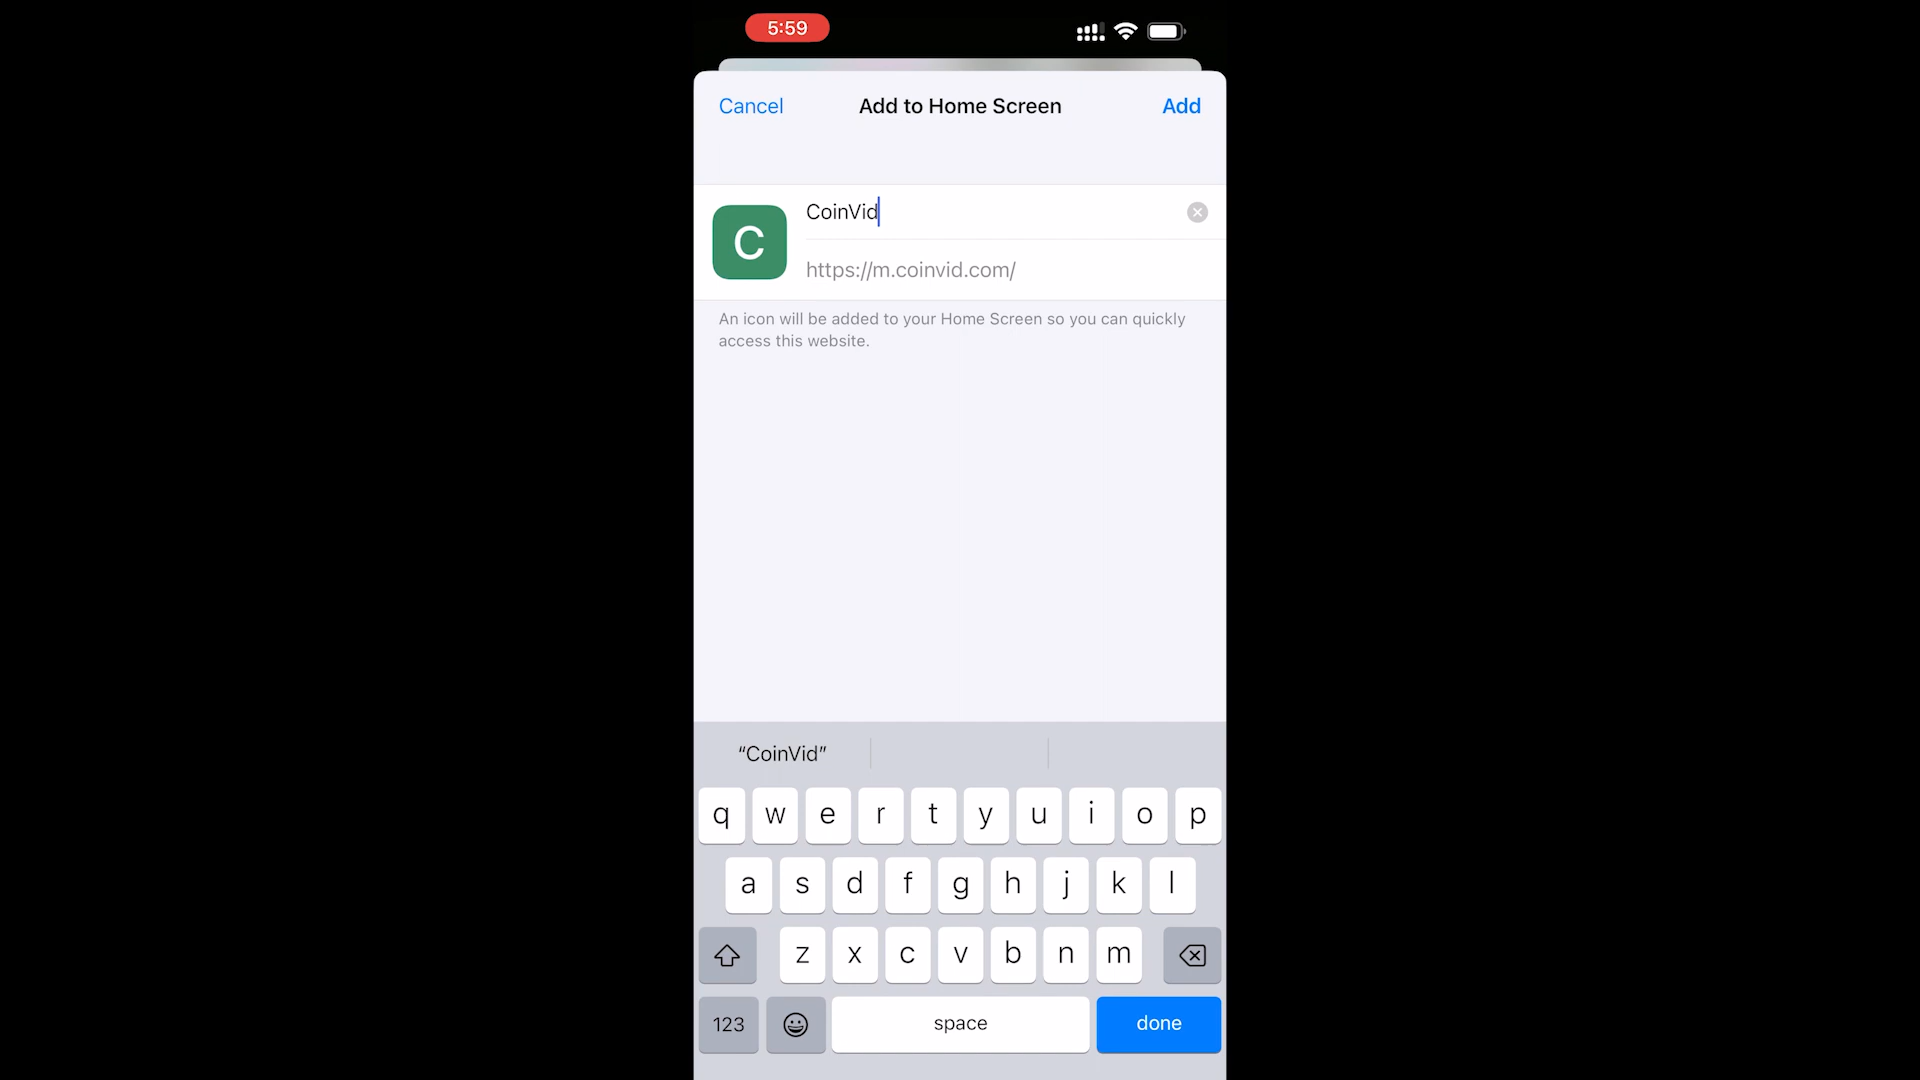 5:59
Cancel
Add to Home Screen
Add
C
CoinVid
https://m.coinvid.com/
An icon will be added to your Home Screen so you can quickly
access this website.
“CoinVid”
q w e r t y u i o p
a s d f g h j k l
z x c v b n m
123
space
done